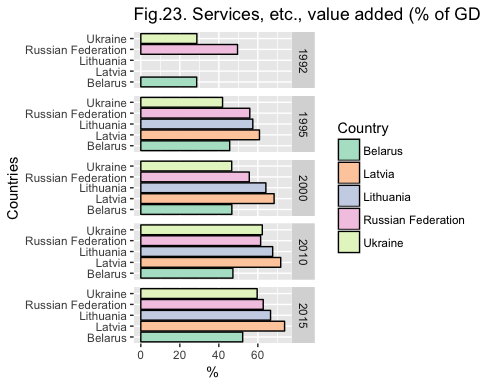 Fig.23. Services, etc., value added (% of GD
Countries
Ukraine
Russian Federation
Lithuania
Latvia
Belarus
1992
Ukraine
Russian Federation
Lithuania
Latvia
Belarus
1995
Ukraine
Russian Federation
Lithuania
Latvia
Belarus
2000
Ukraine
Russian Federation
Lithuania
Latvia
Belarus
2010
Ukraine
Russian Federation
Lithuania
Latvia
Belarus
2015
0 20 40 60
%
Country
Belarus
Latvia
Lithuania
Russian Federation
Ukraine